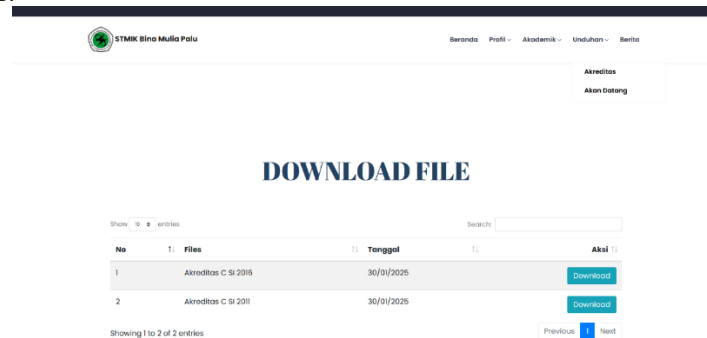 STMIK Bina Mulia Palu
Beranda Profil Akademik Unduhan Berita
Akreditas
Akan Datang
DOWNLOAD FILE
Show 10 entries Search:
No Files Tanggal Aksi
1 Akreditas C SI 2016 30/01/2025 Download
2 Akreditas C SI 2011 30/01/2025 Download
Showing 1 to 2 of 2 entries Previous 1 Next